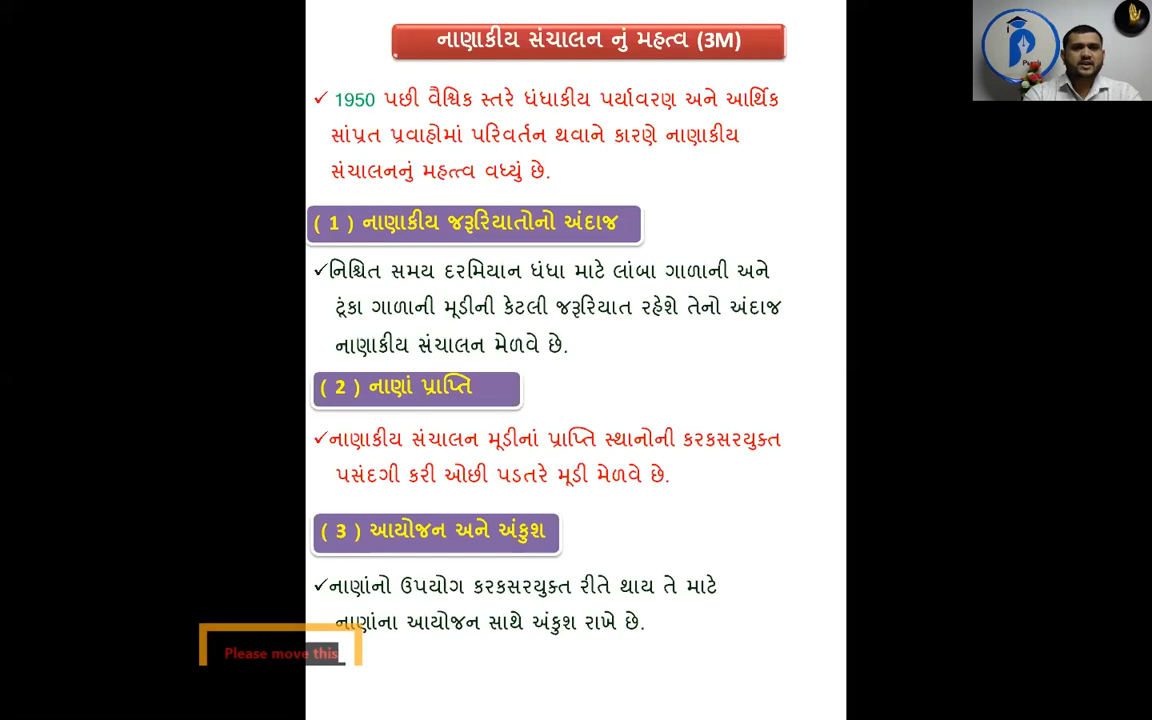 નાણાકીય સંચાલન નું મહત્વ (3M)
✓ 1950 પછી વૈશ્વિક સ્તરે ધંધાકીય પર્યાવરણ અને આર્થિક
સાંપ્રત પ્રવાહોમાં પરિવર્તન થવાને કારણે નાણાકીય
સંચાલનનું મહત્ત્વ વધ્યું છે.
( 1 ) નાણાકીય જરૂરિયાતોનો અંદાજ
✓નિશ્ચિત સમય દરમિયાન ધંધા માટે લાંબા ગાળાની અને
ટૂંકા ગાળાની મૂડીની કેટલી જરૂરિયાત રહેશે તેનો અંદાજ
નાણાકીય સંચાલન મેળવે છે.
( 2 ) નાણાં પ્રાપ્તિ
✓નાણાકીય સંચાલન મૂડીનાં પ્રાપ્તિ સ્થાનોની કરકસરયુક્ત
પસંદગી કરી ઓછી પડતરે મૂડી મેળવે છે.
( 3 ) આયોજન અને અંકુશ
✓નાણાંનો ઉપયોગ કરકસરયુક્ત રીતે થાય તે માટે
નાણાંના આયોજન સાથે અંકુશ રાખે છે.
Please move this